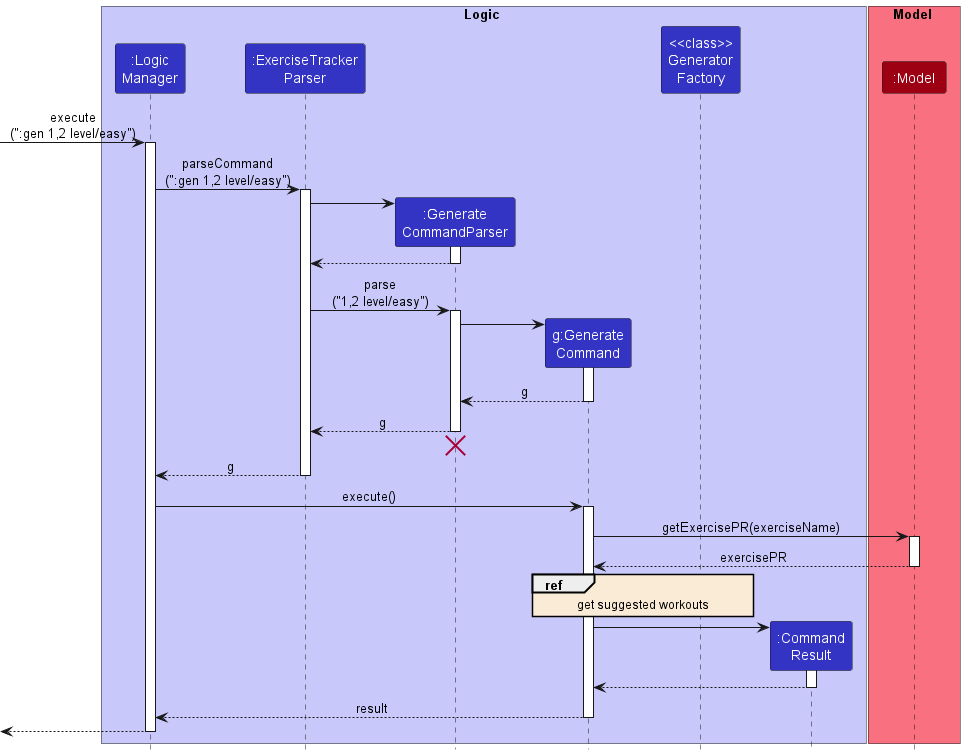 Logic
Model
:Logic
Manager
:ExerciseTracker
Parser
<<class>>
Generator
Factory
:Model
execute
(":gen 1,2 level/easy")
parseCommand
(":gen 1,2 level/easy")
:Generate
CommandParser
parse
("1,2 level/easy")
g:Generate
Command
g
g
g
execute()
getExercisePR(exerciseName)
exercisePR
ref
get suggested workouts
:Command
Result
result